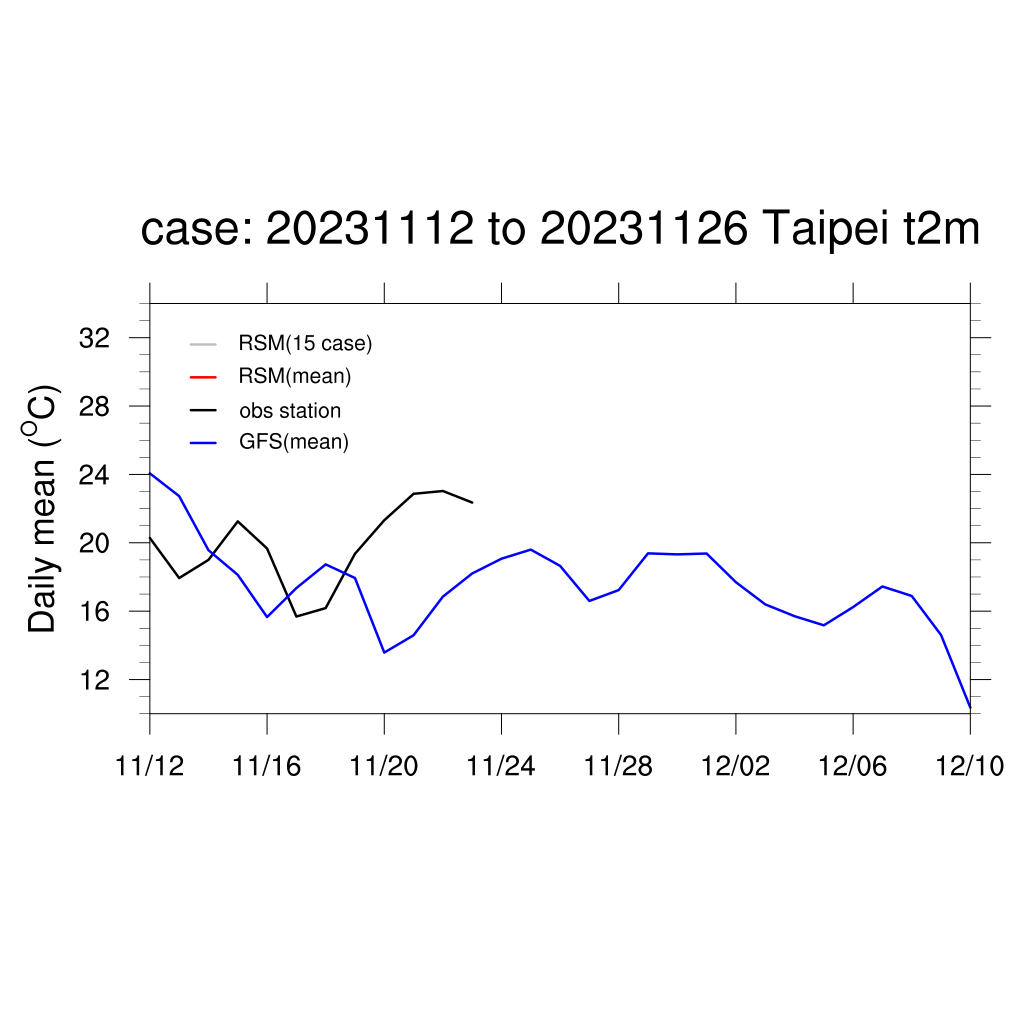 case: 20231112 to 20231126 Taipei t2m
Daily mean (°C)
32
28
24
20
16
12
RSM(15 case)
RSM(mean)
obs station
GFS(mean)
11/12 11/16 11/20 11/24 11/28 12/02 12/06 12/10